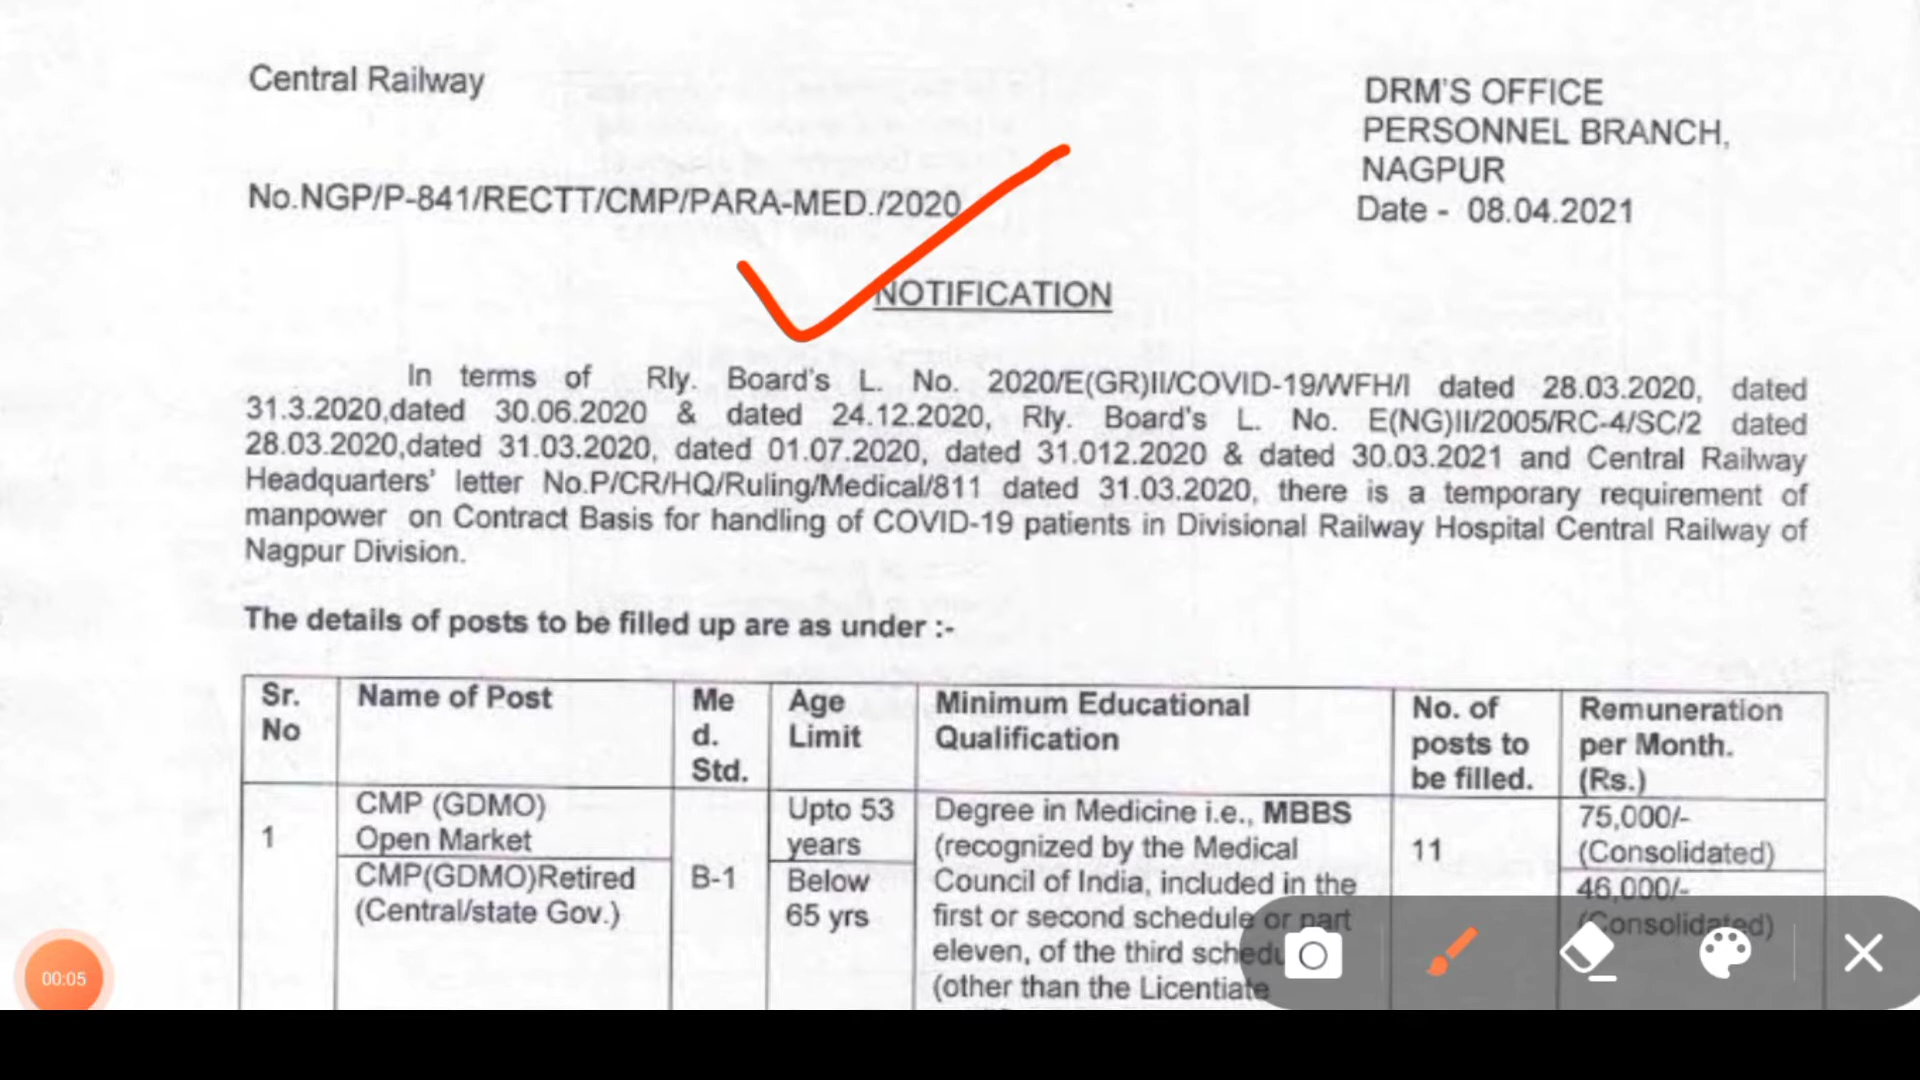 Central Railway
DRM'S OFFICE
PERSONNEL BRANCH,
NAGPUR
No.NGP/P-841/RECTT/CMP/PARA-MED./2020
Date - 08.04.2021
NOTIFICATION
In terms of Rly. Board's L. No. 2020/E(GR)II/COVID-19/WFH/I dated 28.03.2020, dated
31.3.2020,dated 30.06.2020 & dated 24.12.2020, Rly. Board's L. No. E(NG)II/2005/RC-4/SC/2 dated
28.03.2020,dated 31.03.2020, dated 01.07.2020, dated 31.012.2020 & dated 30.03.2021 and Central Railway
Headquarters' letter No.P/CR/HQ/Ruling/Medical/811 dated 31.03.2020, there is a temporary requirement of
manpower on Contract Basis for handling of COVID-19 patients in Divisional Railway Hospital Central Railway of
Nagpur Division.
The details of posts to be filled up are as under :-
Sr. No
Name of Post
Me d. Std.
Age Limit
Minimum Educational Qualification
No. of posts to be filled.
Remuneration per Month. (Rs.)
1
CMP (GDMO)
Open Market
CMP(GDMO)Retired
(Central/state Gov.)
B-1
Upto 53
years
Below
65 yrs
Degree in Medicine i.e., MBBS
(recognized by the Medical
Council of India, included in the
first or second schedule or part
eleven, of the third schedu
(other than the Licentiate
11
75,000/-
(Consolidated)
46,000/-
(Consolidated)
00:05